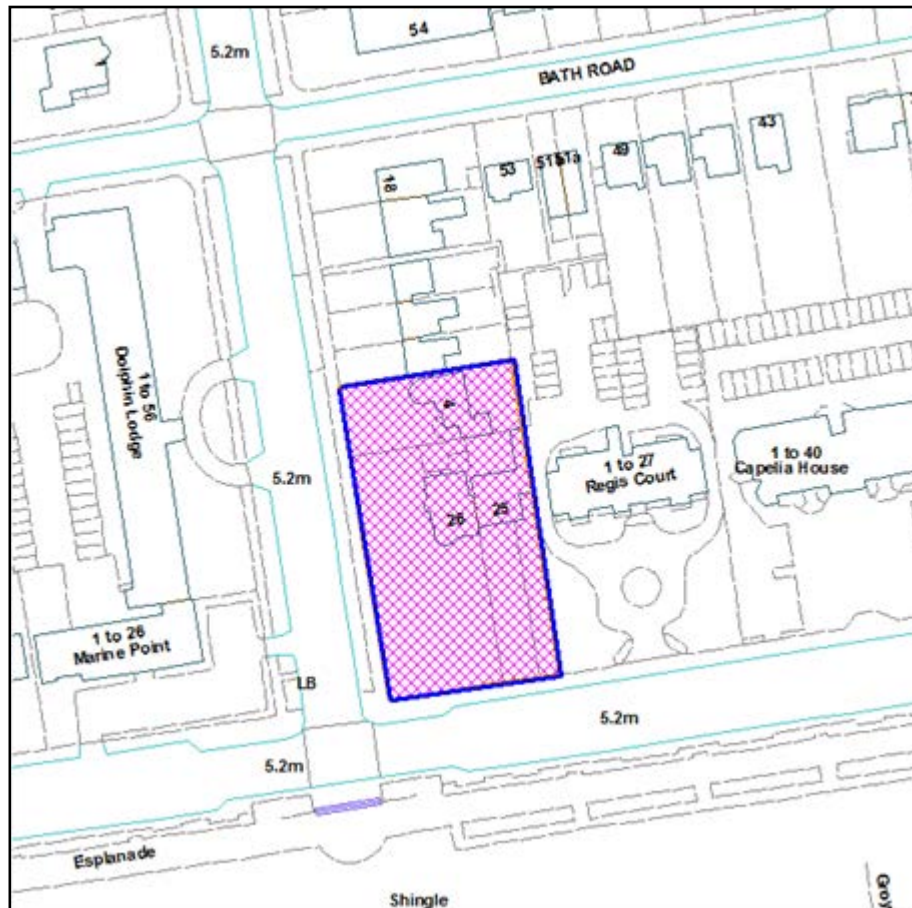 54
5.2m
BATH ROAD
43
49
51a
53
18
1 to 56
Dolphin Lodge
4
5.2m
26
25
1 to 27
Regis Court
1 to 40
Capelia House
1 to 26
Marine Point
LB
5.2m
5.2m
Esplanade
Shingle